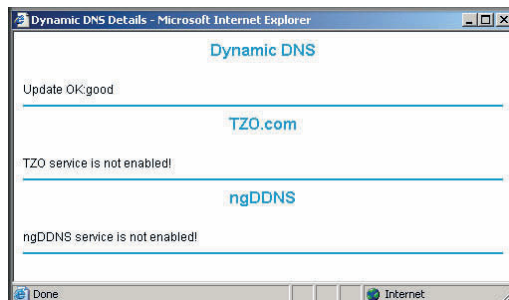 Dynamic DNS Details - Microsoft Internet Explorer
Dynamic DNS
Update OK:good
TZO.com
TZO service is not enabled!
ngDDNS
ngDDNS service is not enabled!
Done
Internet